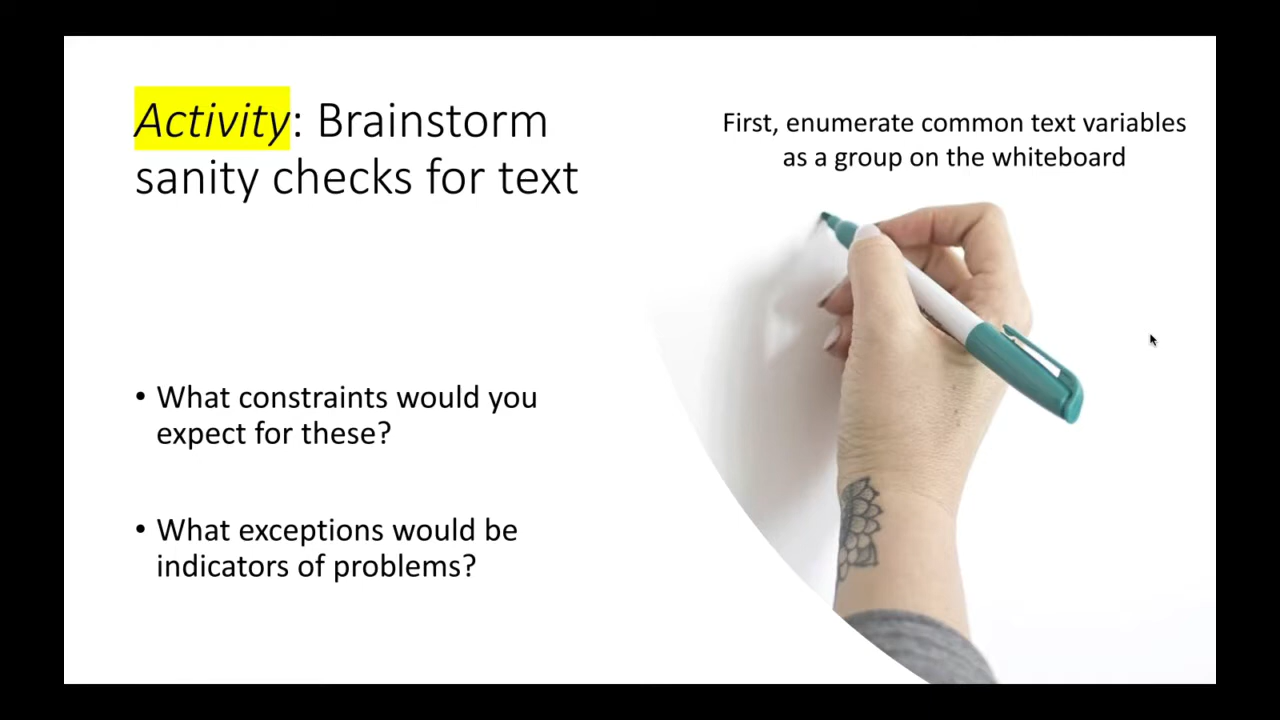 Activity: Brainstorm
sanity checks for text
First, enumerate common text variables
as a group on the whiteboard
• What constraints would you
expect for these?
• What exceptions would be
indicators of problems?